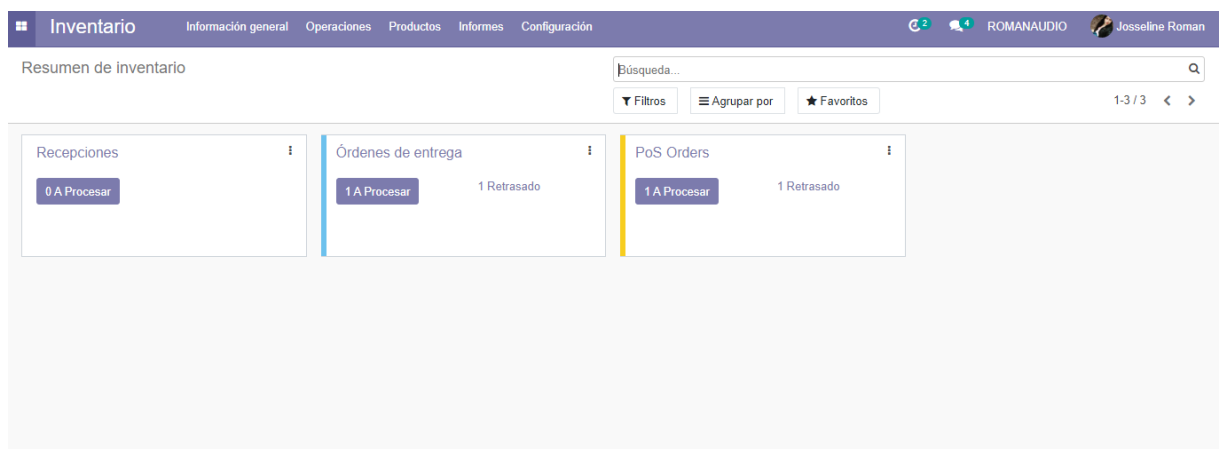 Inventario Información general Operaciones Productos Informes Configuración 2 4 ROMANAUDIO Josseline Roman
Resumen de inventario
Búsqueda...
Filtros Agrupar por Favoritos 1-3 / 3
Recepciones
0 A Procesar
Órdenes de entrega
1 A Procesar 1 Retrasado
PoS Orders
1 A Procesar 1 Retrasado